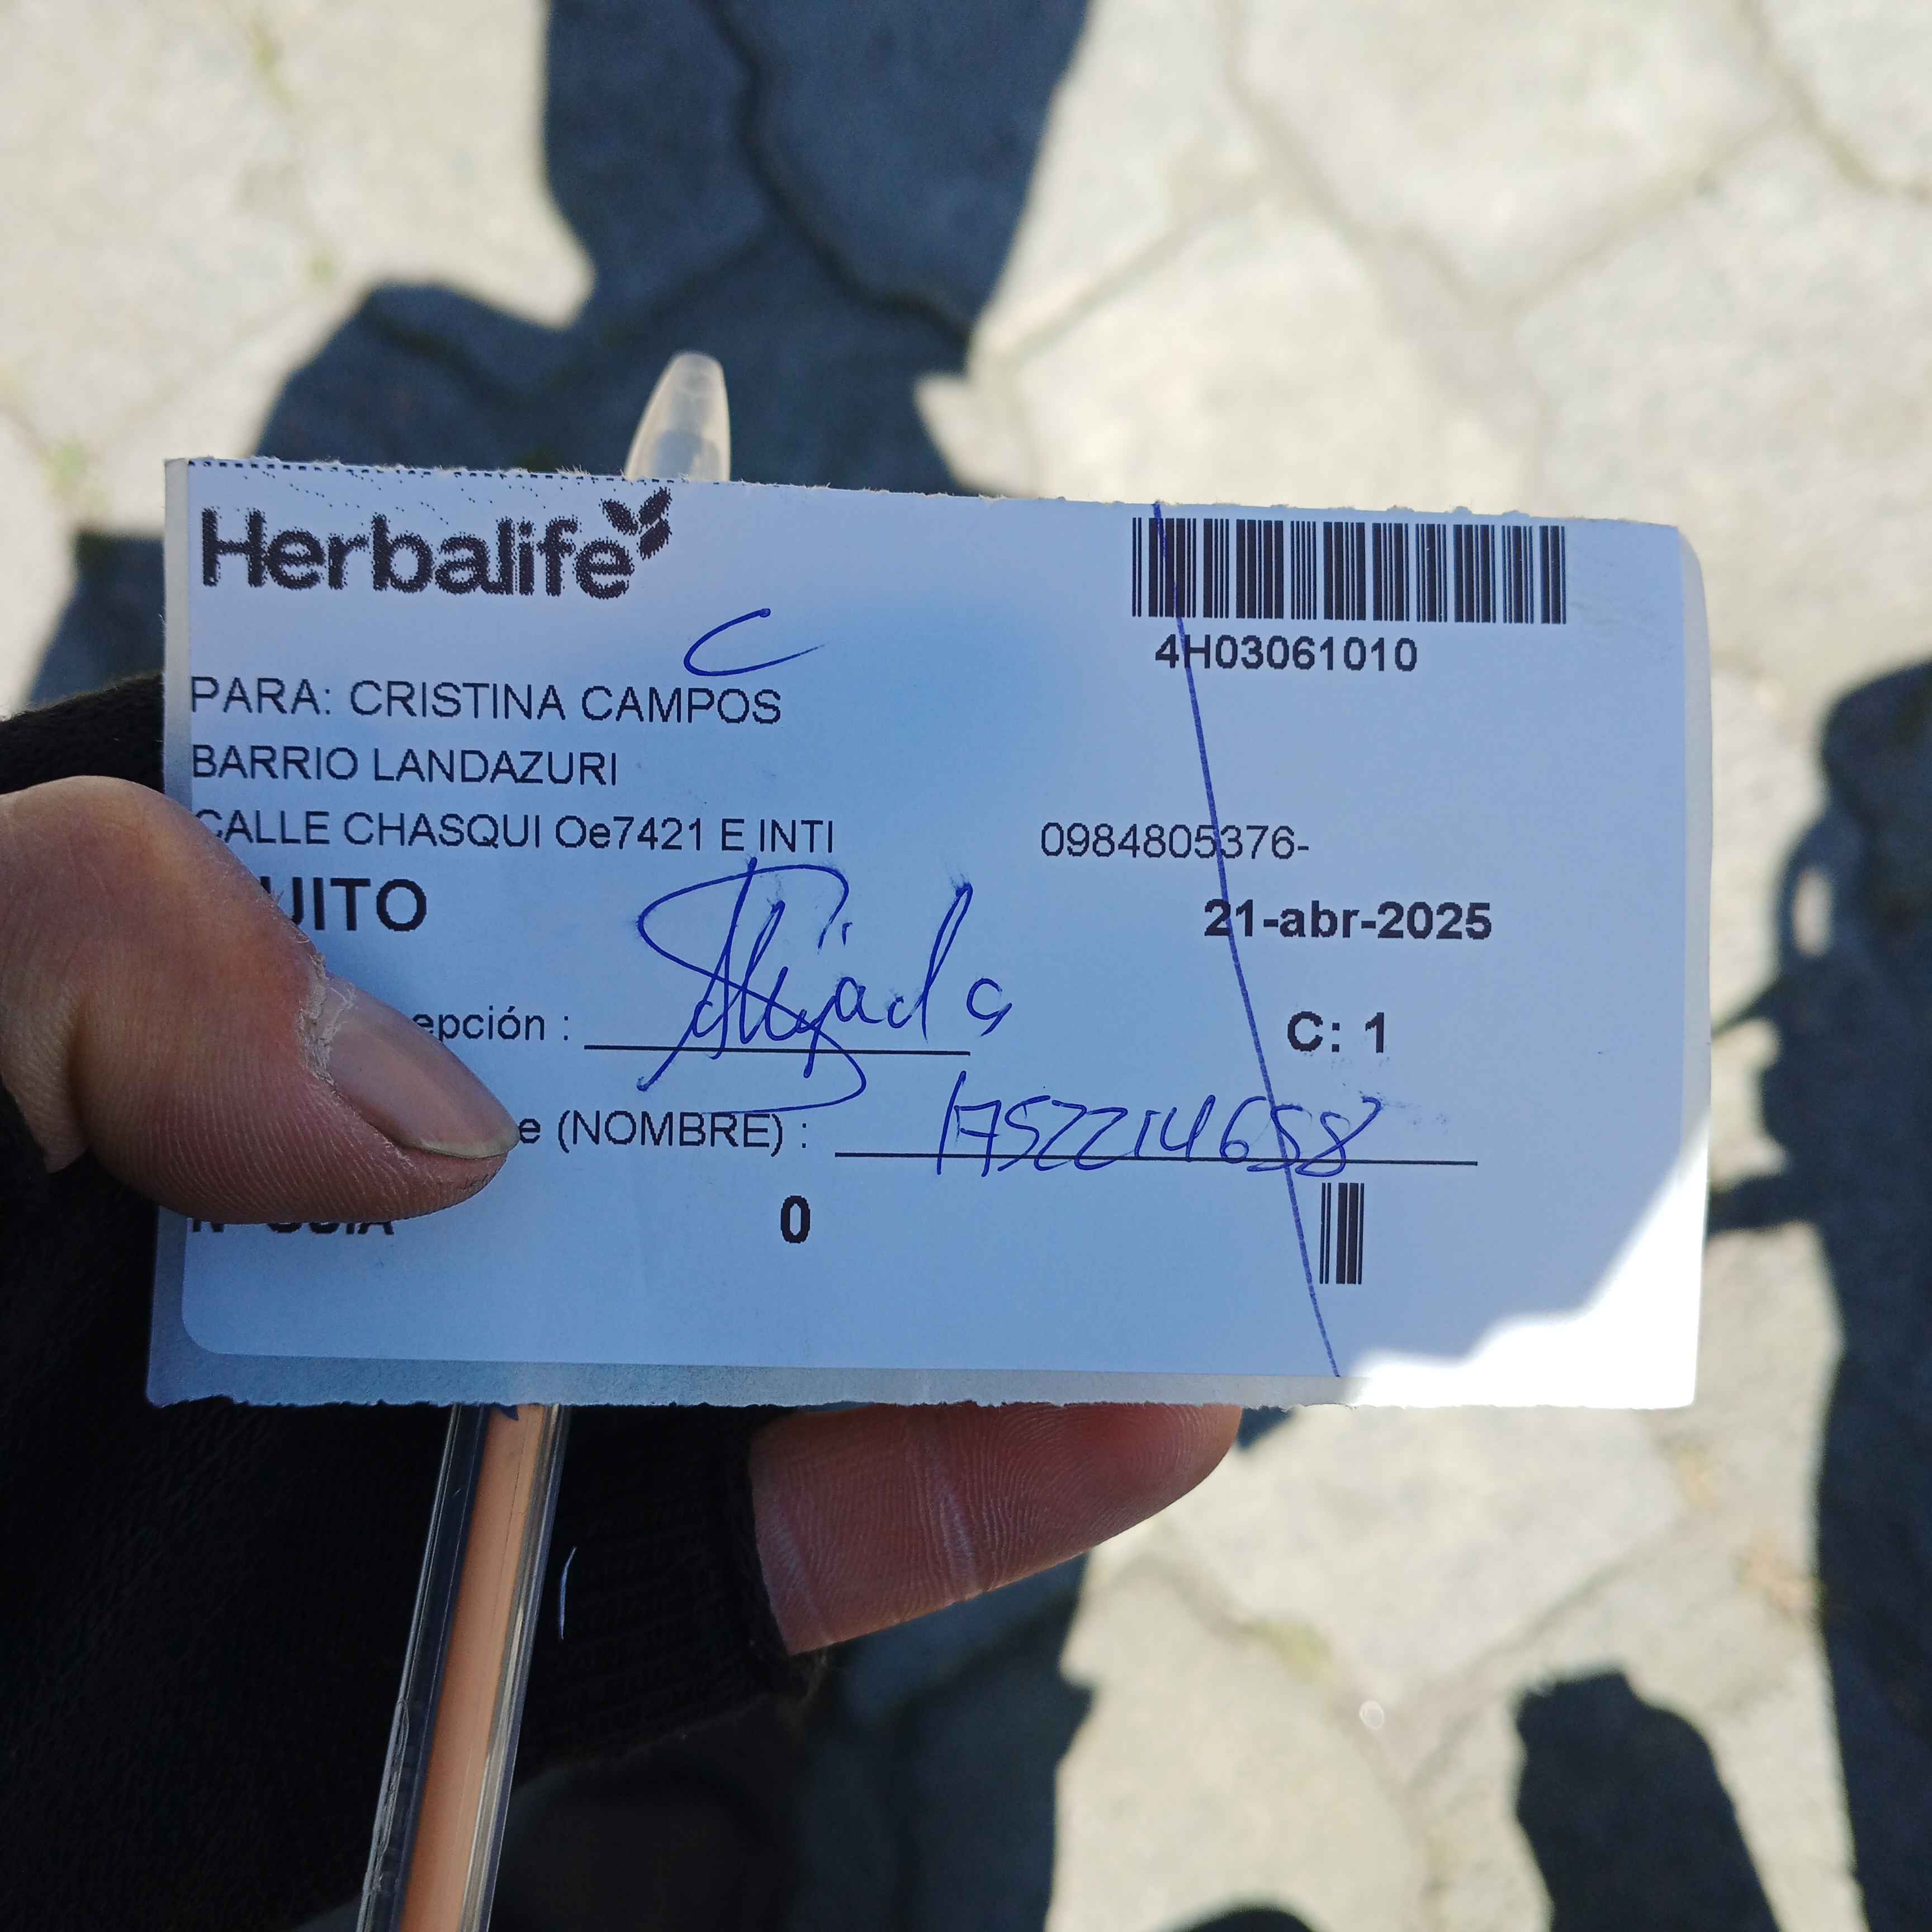 Herbalife
4H03061010
C
PARA: CRISTINA CAMPOS
BARRIO LANDAZURI
CALLE CHASQUI Oe7421 E INTI 0984805376-
UITO 21-abr-2025
epción : C: 1
e (NOMBRE) : 1752214658
N° GUIA 0